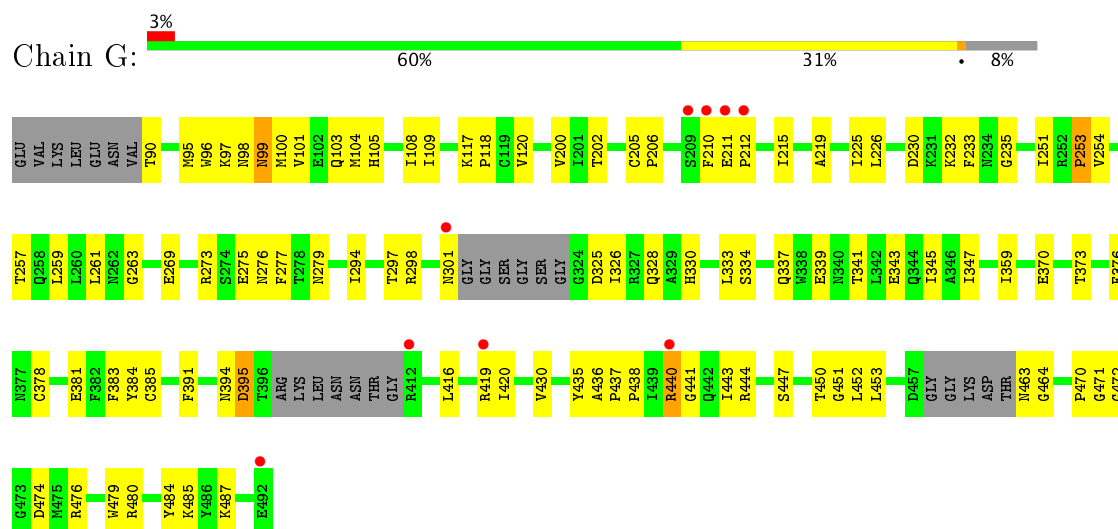 3%
Chain G:
60% 31% • 8%
GLU VAL LYS LEU GLU ASN VAL T90 M95 W96 K97 N98 N99 M100 V101 E102 Q103 M104 H105 I108 I109 K117 P118 C119 V120 V200 I201 T202 C205 P206 S209 F210 E211 P212 I215 A219 I225 L226 D230 K231 K232 F233 N234 G235 I251 R252 P253 V254
T257 Q258 L259 L260 L261 N262 G263 E269 R273 S274 E275 N276 F277 T278 N279 I294 T297 R298 N301 GLY GLY SER GLY SER GLY G324 D325 I326 R327 Q328 A329 H330 L333 S334 Q337 W338 E339 N340 T341 L342 E343 Q344 I345 A346 I347 I359 E370 T373 F376
N377 C378 E381 F382 F383 Y384 C385 F391 N394 D395 T396 ARG LYS LEU ASN ASN THR GLY R412 L416 R419 I420 V430 Y435 A436 P437 P438 I439 R440 G441 Q442 I443 R444 S447 T450 G451 L452 L453 D457 GLY GLY LYS ASP THR N463 G464 P470 G471 G472
G473 D474 M475 R476 W479 R480 Y484 K485 Y486 K487 E492